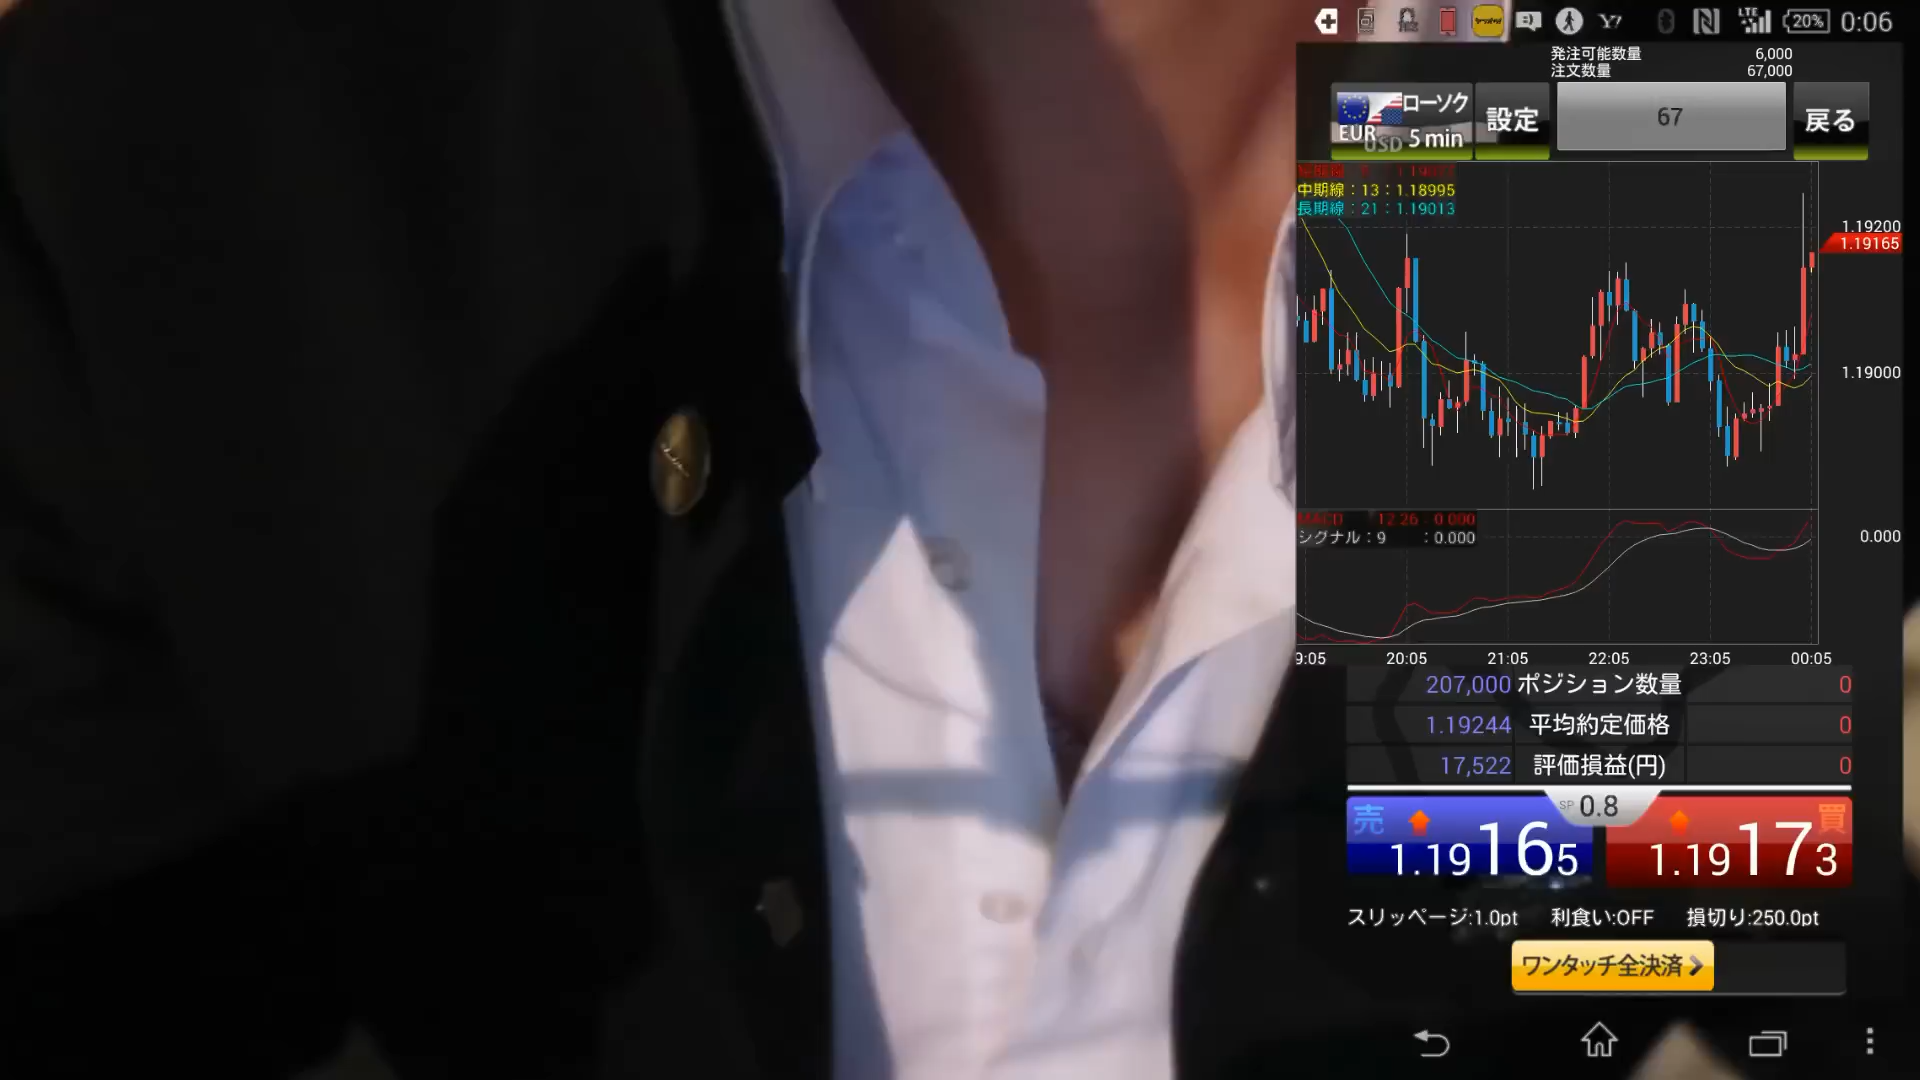 LTE
20%
0:06
発注可能数量 6,000
注文数量 67,000
EUR
USD
ローソク
5 min
設定
67
戻る
中期線：13：1.18995
長期線：21：1.19013
1.19200
1.19165
1.19000
MACD 12 26 0.000
シグナル：9 ：0.000
0.000
9:05 20:05 21:05 22:05 23:05 00:05
207,000 ポジション数量 0
1.19244 平均約定価格 0
17,522 評価損益(円) 0
売 SP 0.8 買
1.19165 1.19173
スリッページ:1.0pt 利食い:OFF 損切り:250.0pt
ワンタッチ全決済